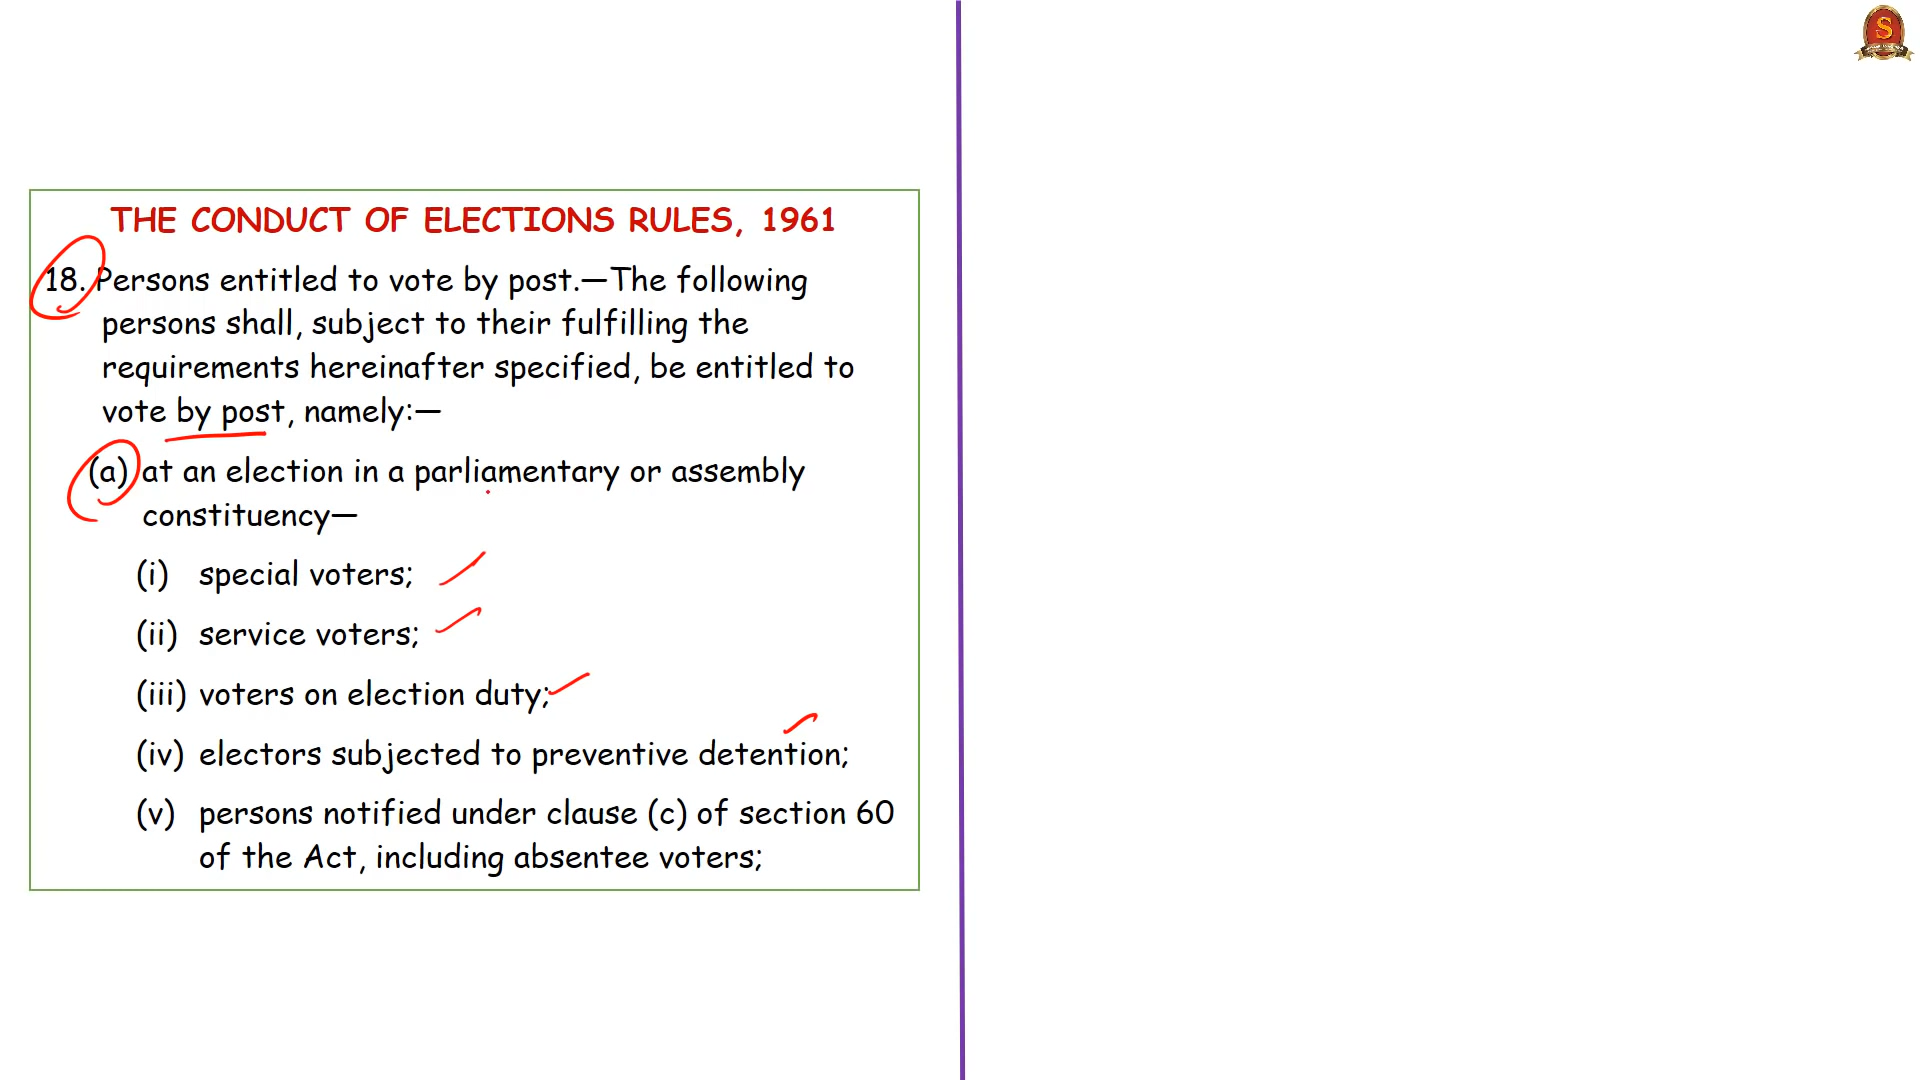 THE CONDUCT OF ELECTIONS RULES, 1961
18. Persons entitled to vote by post.—The following
persons shall, subject to their fulfilling the
requirements hereinafter specified, be entitled to
vote by post, namely:—
(a) at an election in a parliamentary or assembly
constituency—
(i) special voters;
(ii) service voters;
(iii) voters on election duty;
(iv) electors subjected to preventive detention;
(v) persons notified under clause (c) of section 60
of the Act, including absentee voters;
S